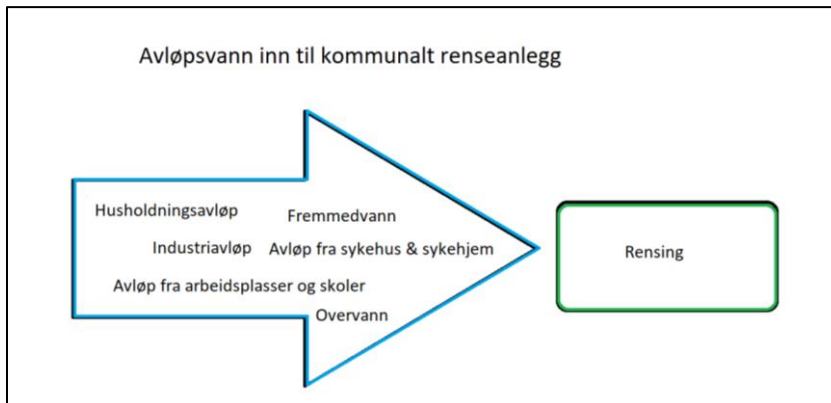 Avløpsvann inn til kommunalt renseanlegg
Husholdningsavløp
Fremmedvann
Industriavløp
Avløp fra sykehus & sykehjem
Rensing
Avløp fra arbeidsplasser og skoler
Overvann